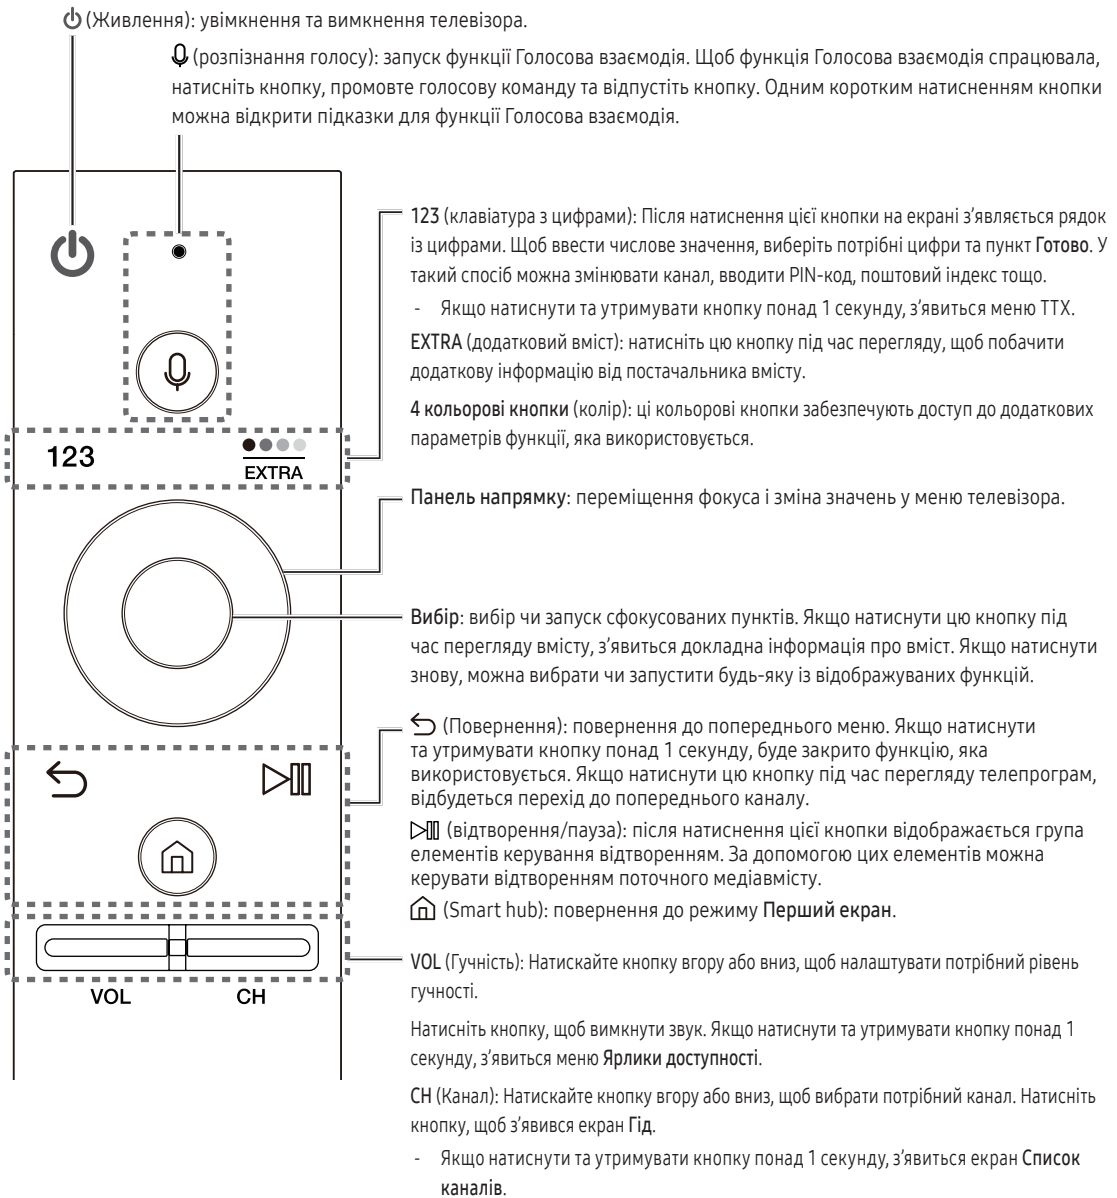 (Живлення): увімкнення та вимкнення телевізора.
(розпізнання голосу): запуск функції Голосова взаємодія. Щоб функція Голосова взаємодія спрацювала,
натисніть кнопку, промовте голосову команду та відпустіть кнопку. Одним коротким натисненням кнопки
можна відкрити підказки для функції Голосова взаємодія.
123 (клавіатура з цифрами): Після натиснення цієї кнопки на екрані з’являється рядок
із цифрами. Щоб ввести числове значення, виберіть потрібні цифри та пункт Готово. У
такий спосіб можна змінювати канал, вводити PIN-код, поштовий індекс тощо.
- Якщо натиснути та утримувати кнопку понад 1 секунду, з’явиться меню TTX.
EXTRA (додатковий вміст): натисніть цю кнопку під час перегляду, щоб побачити
додаткову інформацію від постачальника вмісту.
4 кольорові кнопки (колір): ці кольорові кнопки забезпечують доступ до додаткових
параметрів функції, яка використовується.
123
EXTRA
Панель напрямку: переміщення фокуса і зміна значень у меню телевізора.
Вибір: вибір чи запуск сфокусованих пунктів. Якщо натиснути цю кнопку під
час перегляду вмісту, з’явиться докладна інформація про вміст. Якщо натиснути
знову, можна вибрати чи запустити будь-яку із відображуваних функцій.
(Повернення): повернення до попереднього меню. Якщо натиснути
та утримувати кнопку понад 1 секунду, буде закрито функцію, яка
використовується. Якщо натиснути цю кнопку під час перегляду телепрограм,
відбудеться перехід до попереднього каналу.
(відтворення/пауза): після натиснення цієї кнопки відображається група
елементів керування відтворенням. За допомогою цих елементів можна
керувати відтворенням поточного медіавмісту.
(Smart hub): повернення до режиму Перший екран.
VOL (Гучність): Натискайте кнопку вгору або вниз, щоб налаштувати потрібний рівень
гучності.
VOL
CH
Натисніть кнопку, щоб вимкнути звук. Якщо натиснути та утримувати кнопку понад 1
секунду, з’явиться меню Ярлики доступності.
CH (Канал): Натискайте кнопку вгору або вниз, щоб вибрати потрібний канал. Натисніть
кнопку, щоб з’явився екран Гід.
- Якщо натиснути та утримувати кнопку понад 1 секунду, з’явиться екран Список
каналів.